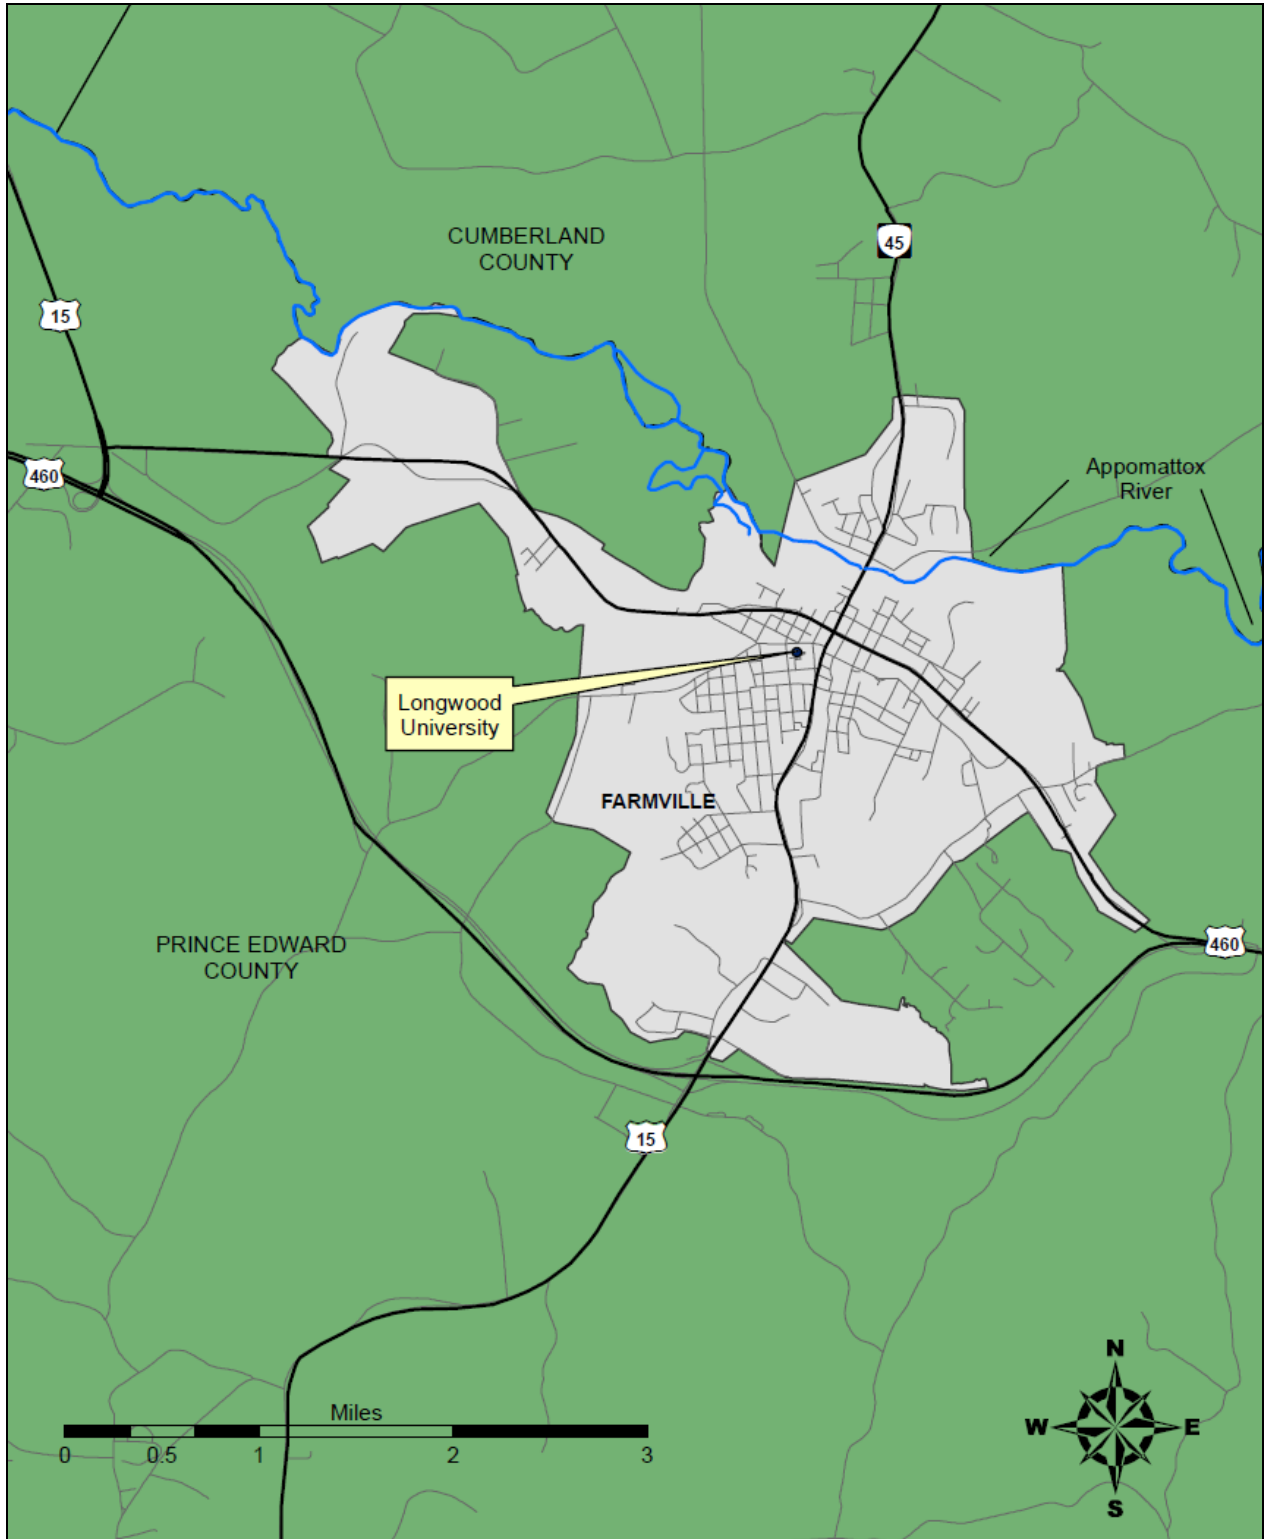 CUMBERLAND
COUNTY
45
15
460
Appomattox
River
Longwood
University
FARMVILLE
PRINCE EDWARD
COUNTY
460
15
N
W
E
S
Miles
0 0.5 1 2 3